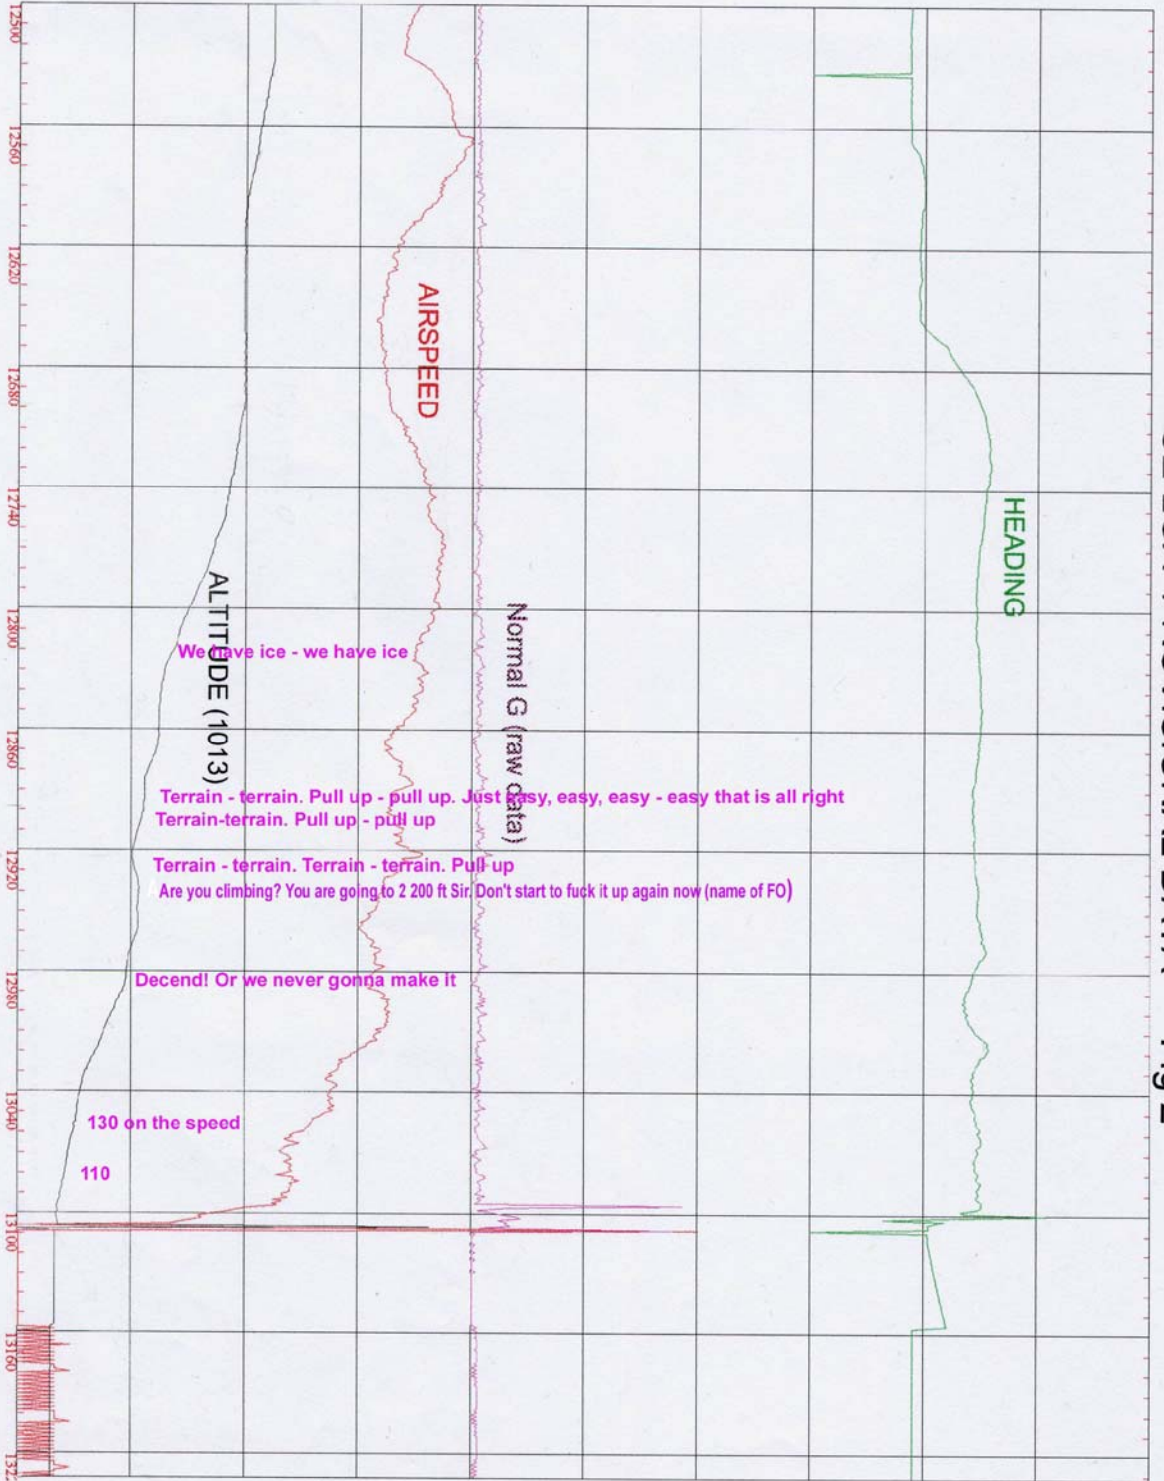 12500
12560
12620
12680
12740
12800
12860
12920
12980
13040
13100
13160
AIRSPEED
HEADING
Normal G (raw data)
ALTITUDE (1013)
We have ice - we have ice
Terrain - terrain. Pull up - pull up. Just easy, easy, easy - easy that is all right
Terrain-terrain. Pull up - pull up
Terrain - terrain. Terrain - terrain. Pull up
Are you climbing? You are going to 2 200 ft Sir. Don't start to fuck it up again now (name of FO)
Decend! Or we never gonna make it
130 on the speed
110